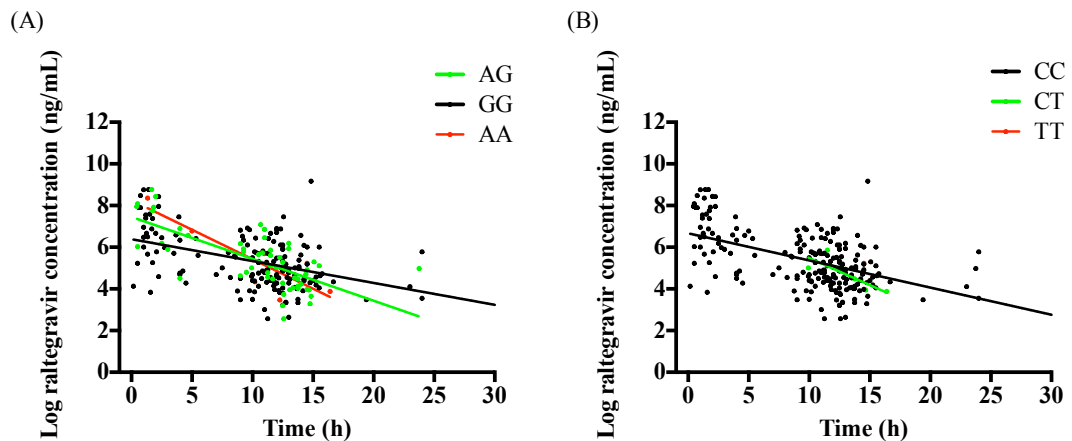 (A)
Log raltegravir concentration (ng/mL)
AG
GG
AA
12
10
8
6
4
2
0
0 5 10 15 20 25 30
Time (h)
(B)
Log raltegravir concentration (ng/mL)
CC
CT
TT
12
10
8
6
4
2
0
0 5 10 15 20 25 30
Time (h)